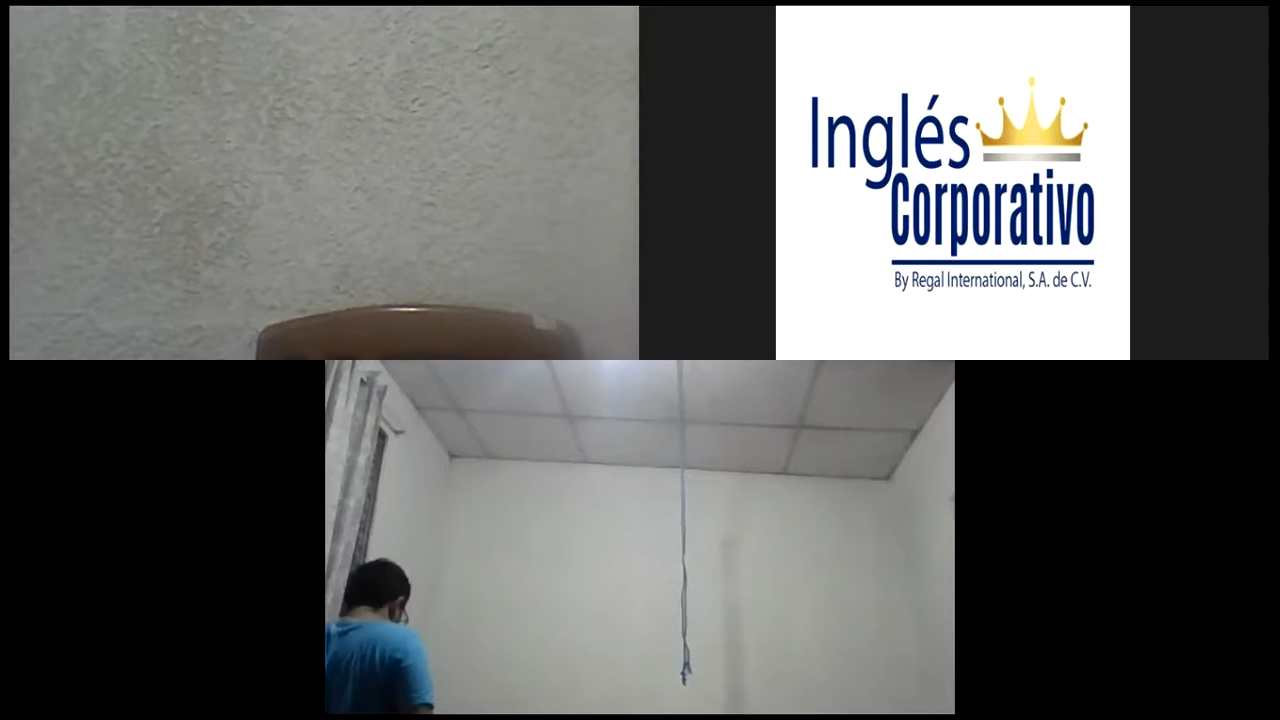 Inglés
Corporativo
By Regal International, S.A. de C.V.